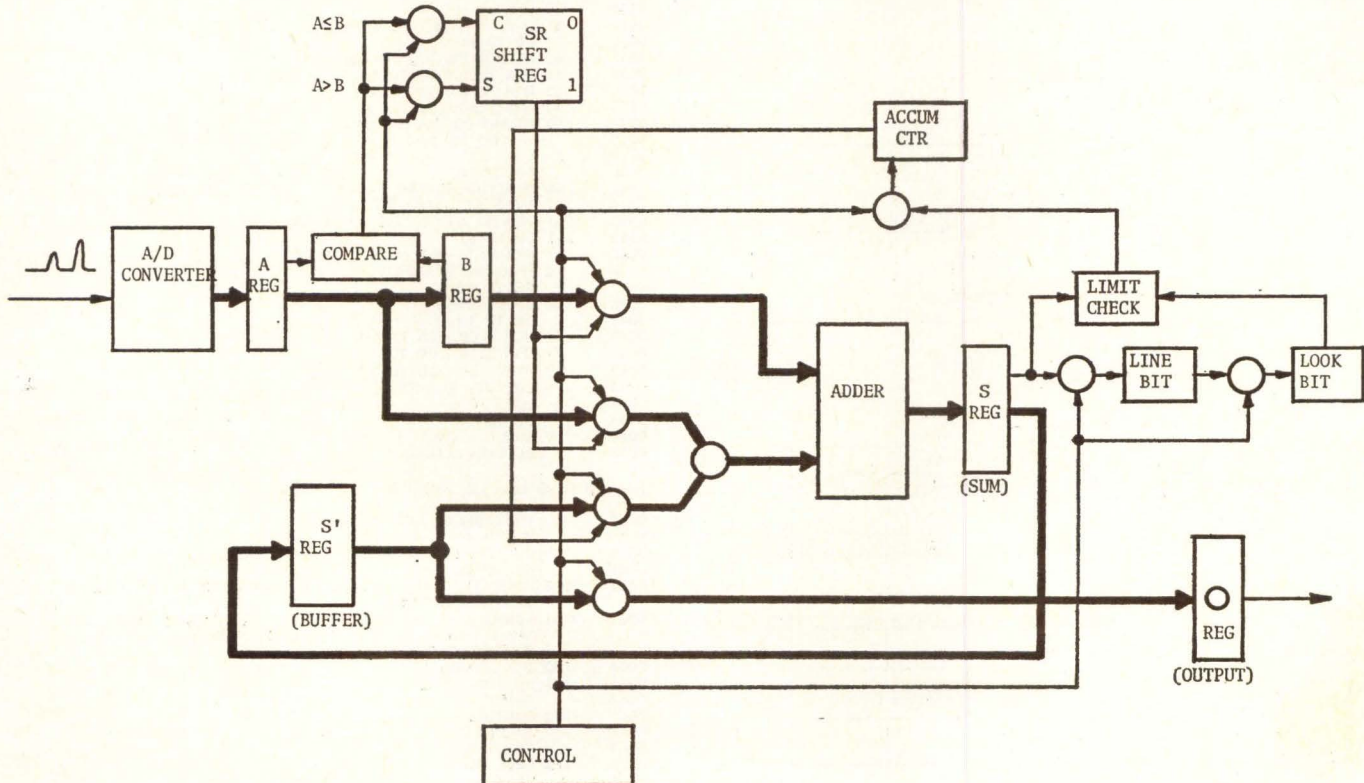 A≤B
C 0
SR
SHIFT
REG
A>B
S 1
ACCUM
CTR
A/D
CONVERTER
A
REG
COMPARE
B
REG
LIMIT
CHECK
LINE
BIT
LOOK
BIT
ADDER
S
REG
(SUM)
S'
REG
(BUFFER)
O
REG
(OUTPUT)
CONTROL